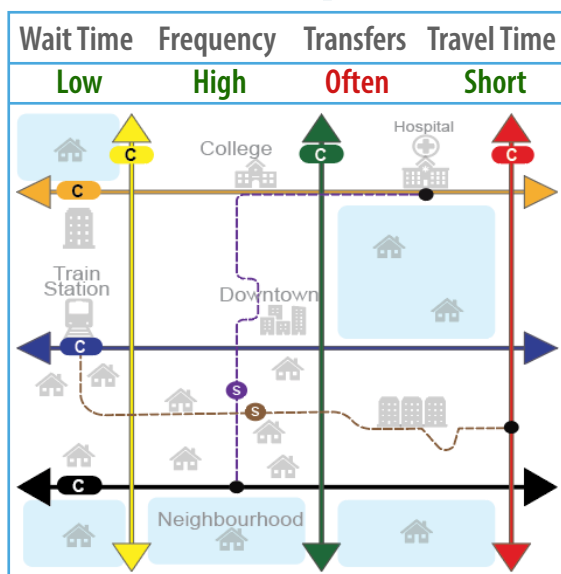 Wait Time Frequency Transfers Travel Time
Low High Often Short
Hospital
C College C C
C
Train
Station
Downtown
C
S
S
C
Neighbourhood